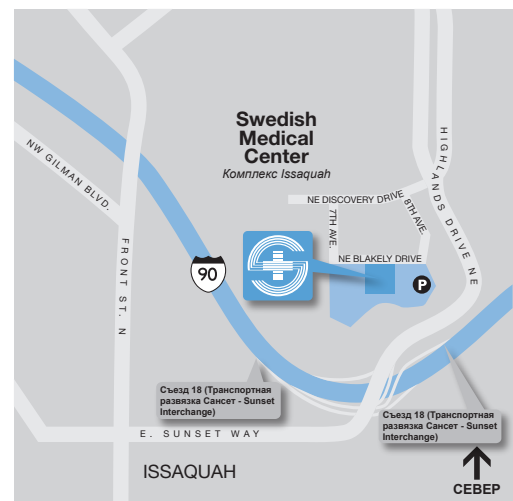 Swedish
Medical
Center
Комплекс Issaquah
NW GILMAN BLVD.
HIGHLANDS DRIVE NE
NE DISCOVERY DRIVE
7TH AVE.
8TH AVE.
FRONT ST. N
NE BLAKELY DRIVE
90
P
Съезд 18 (Транспортная
развязка Сансет - Sunset
Interchange)
Съезд 18 (Транспортная
развязка Сансет - Sunset
Interchange)
E. SUNSET WAY
ISSAQUAH
СЕВЕР